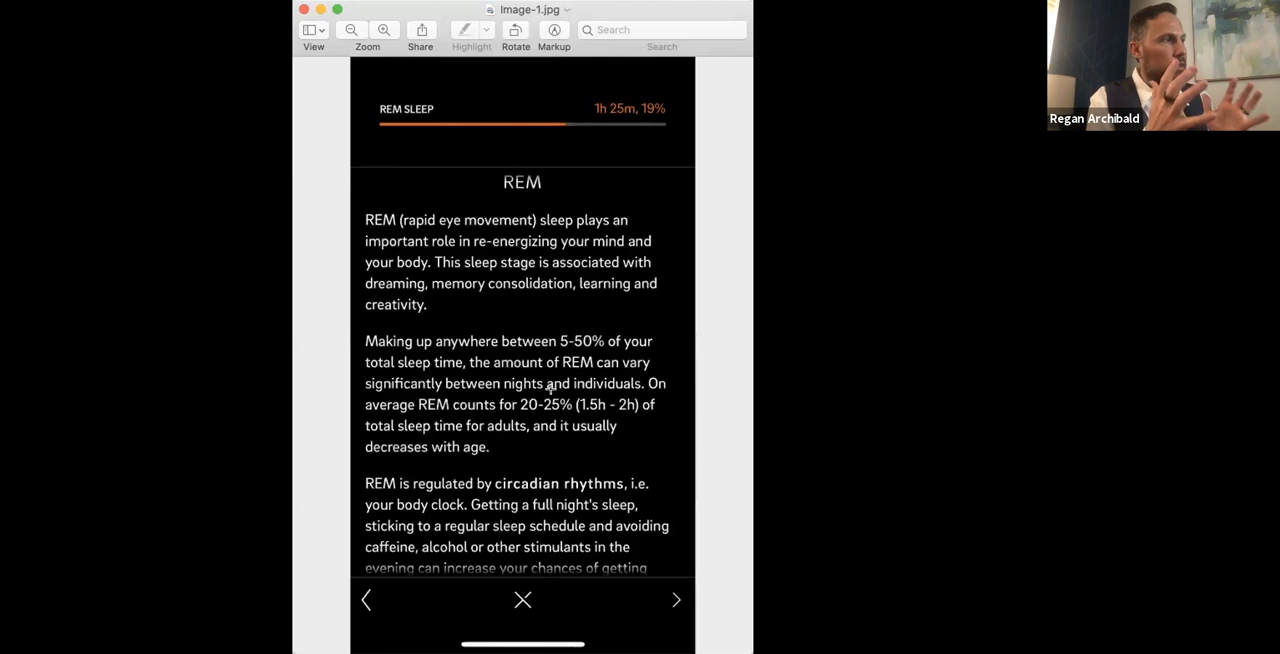 Image-1.jpg
Search
View
Zoom
Share
Highlight
Rotate
Markup
Search
REM SLEEP
1h 25m, 19%
REM
REM (rapid eye movement) sleep plays an
important role in re-energizing your mind and
your body. This sleep stage is associated with
dreaming, memory consolidation, learning and
creativity.
Making up anywhere between 5-50% of your
total sleep time, the amount of REM can vary
significantly between nights and individuals. On
average REM counts for 20-25% (1.5h - 2h) of
total sleep time for adults, and it usually
decreases with age.
REM is regulated by circadian rhythms, i.e.
your body clock. Getting a full night's sleep,
sticking to a regular sleep schedule and avoiding
caffeine, alcohol or other stimulants in the
evening can increase your chances of getting
Regan Archibald